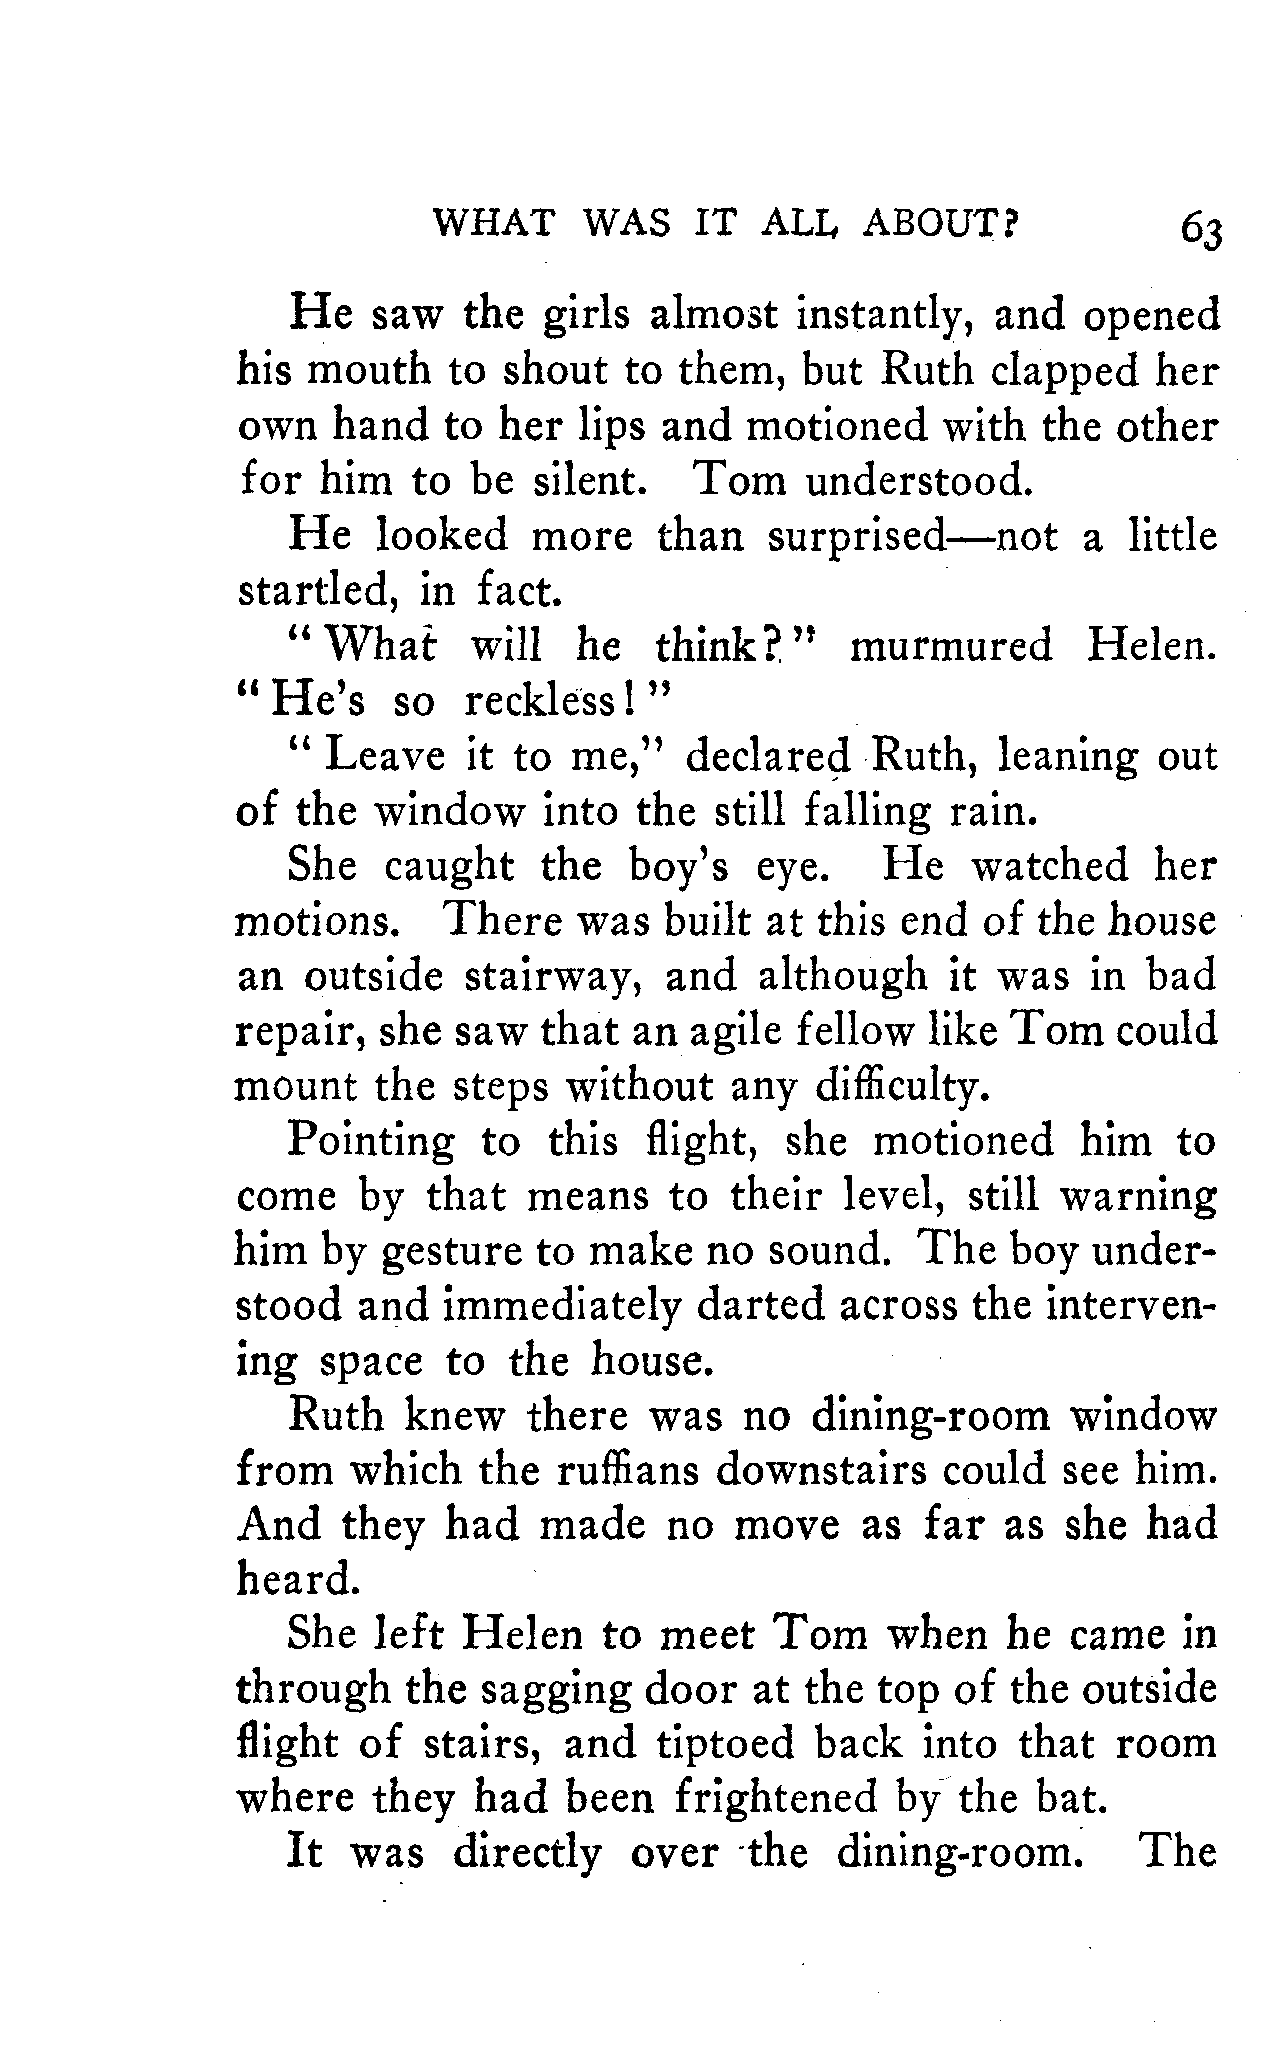 WHAT WAS IT ALL ABOUT? 63
He saw the girls almost instantly, and opened
his mouth to shout to them, but Ruth clapped her
own hand to her lips and motioned with the other
for him to be silent. Tom understood.
He looked more than surprised—not a little
startled, in fact.
" What will he think? " murmured Helen.
" He's so reckless! "
" Leave it to me," declared Ruth, leaning out
of the window into the still falling rain.
She caught the boy's eye. He watched her
motions. There was built at this end of the house
an outside stairway, and although it was in bad
repair, she saw that an agile fellow like Tom could
mount the steps without any difficulty.
Pointing to this flight, she motioned him to
come by that means to their level, still warning
him by gesture to make no sound. The boy under-
stood and immediately darted across the interven-
ing space to the house.
Ruth knew there was no dining-room window
from which the ruffians downstairs could see him.
And they had made no move as far as she had
heard.
She left Helen to meet Tom when he came in
through the sagging door at the top of the outside
flight of stairs, and tiptoed back into that room
where they had been frightened by the bat.
It was directly over the dining-room. The